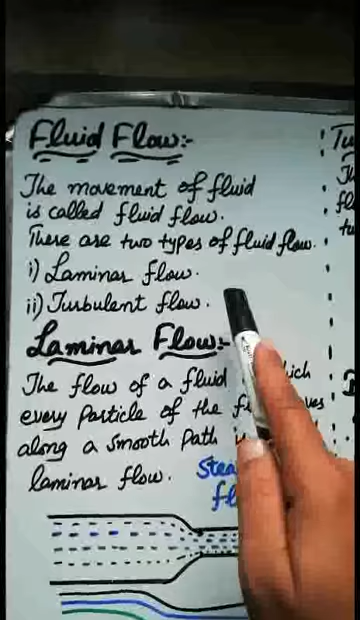 Fluid Flow:-
The movement of fluid
is called fluid flow.
There are two types of fluid flow.
i) Laminar flow.
ii) Turbulent flow.
Laminar Flow:-
The flow of a fluid
every particle of the
along a smooth path
laminar flow.